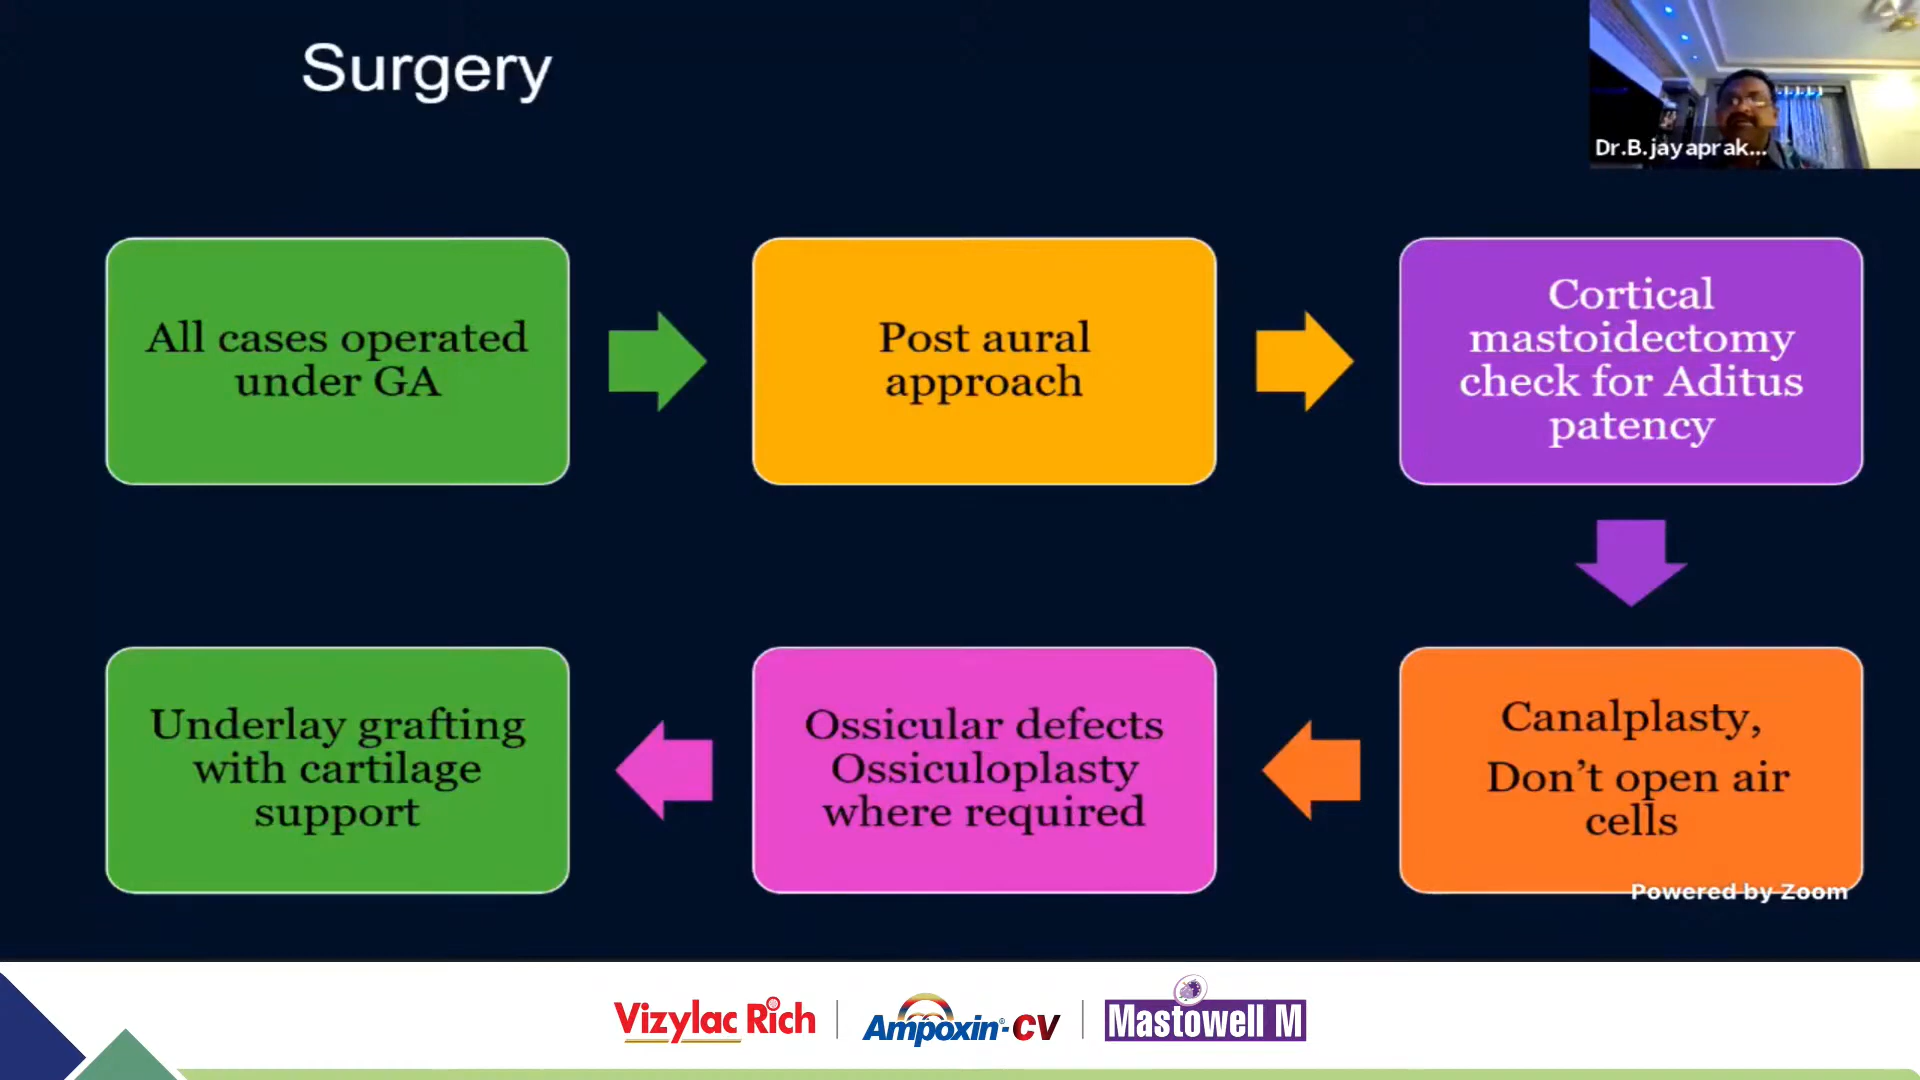 Surgery
Dr.B.jayaprak...
All cases operated
under GA
Post aural
approach
Cortical
mastoidectomy
check for Aditus
patency
Canalplasty,
Don’t open air
cells
Ossicular defects
Ossiculoplasty
where required
Underlay grafting
with cartilage
support
Powered by Zoom
Vizylac Rich
Ampoxin®-CV
Mastowell M